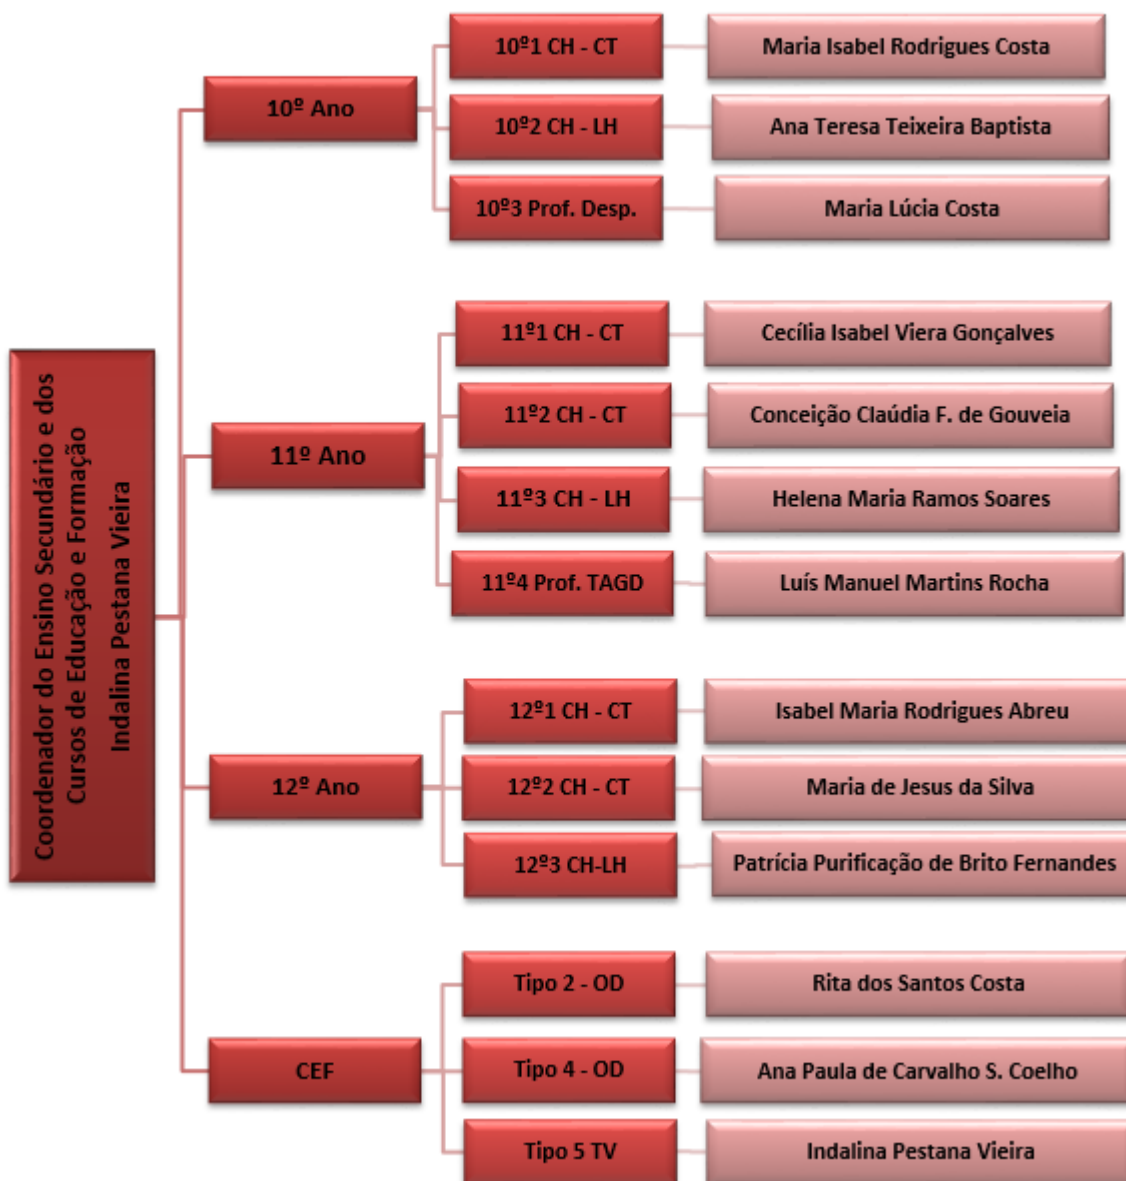 Coordenador do Ensino Secundário e dos
Cursos de Educação e Formação
Indalina Pestana Vieira
10º Ano
10º1 CH - CT
Maria Isabel Rodrigues Costa
10º2 CH - LH
Ana Teresa Teixeira Baptista
10º3 Prof. Desp.
Maria Lúcia Costa
11º Ano
11º1 CH - CT
Cecília Isabel Viera Gonçalves
11º2 CH - CT
Conceição Claúdia F. de Gouveia
11º3 CH - LH
Helena Maria Ramos Soares
11º4 Prof. TAGD
Luís Manuel Martins Rocha
12º Ano
12º1 CH - CT
Isabel Maria Rodrigues Abreu
12º2 CH - CT
Maria de Jesus da Silva
12º3 CH-LH
Patrícia Purificação de Brito Fernandes
CEF
Tipo 2 - OD
Rita dos Santos Costa
Tipo 4 - OD
Ana Paula de Carvalho S. Coelho
Tipo 5 TV
Indalina Pestana Vieira